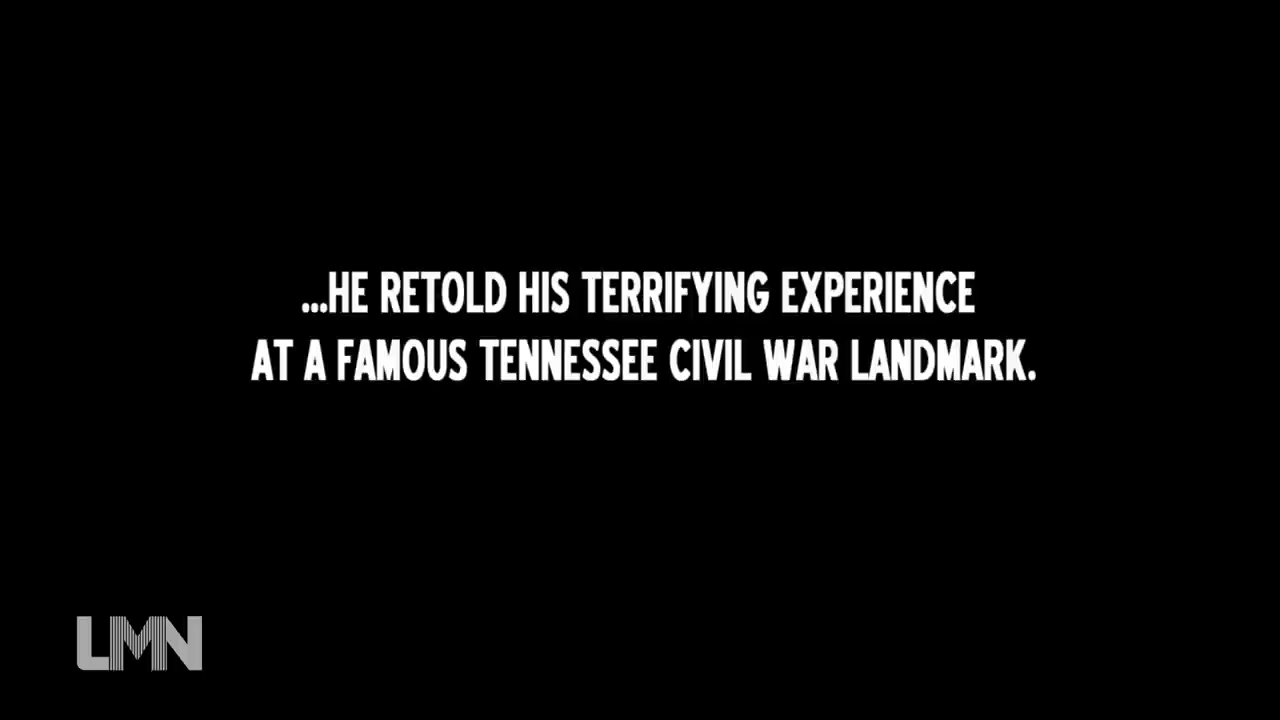 ...HE RETOLD HIS TERRIFYING EXPERIENCE
AT A FAMOUS TENNESSEE CIVIL WAR LANDMARK.
LMN